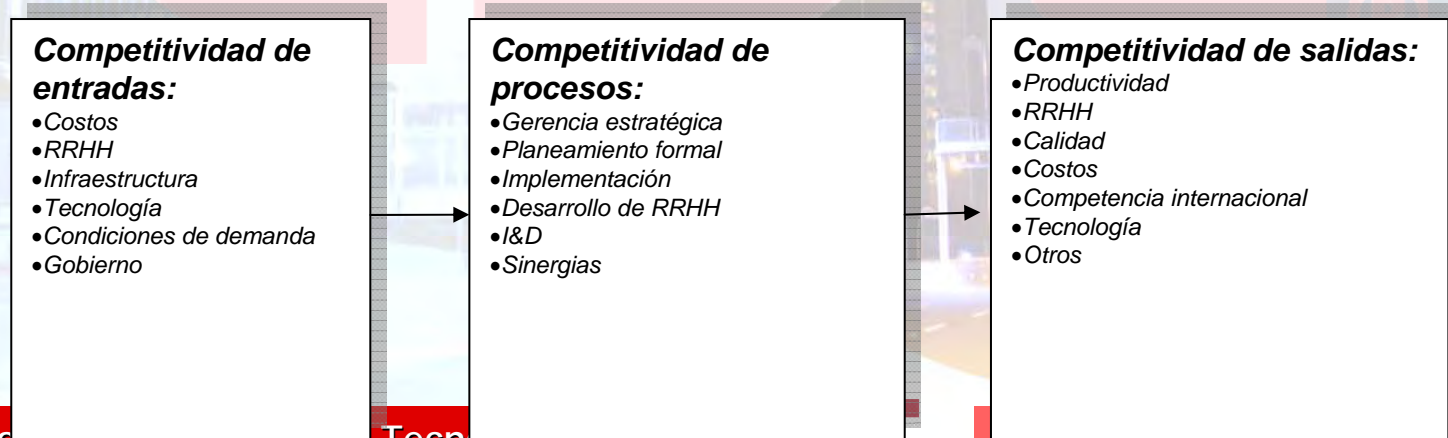 Competitividad de
entradas:
•Costos
•RRHH
•Infraestructura
•Tecnología
•Condiciones de demanda
•Gobierno
Competitividad de
procesos:
•Gerencia estratégica
•Planeamiento formal
•Implementación
•Desarrollo de RRHH
•I&D
•Sinergias
Competitividad de salidas:
•Productividad
•RRHH
•Calidad
•Costos
•Competencia internacional
•Tecnología
•Otros